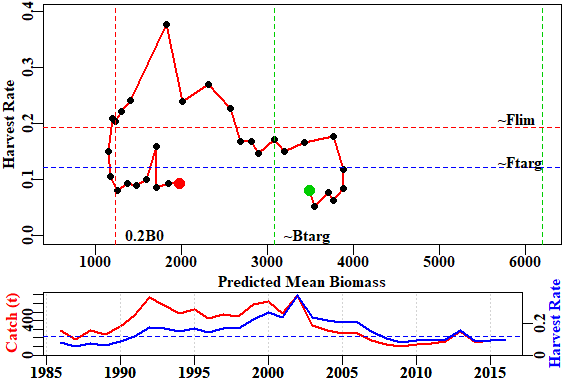 0.4
0.3
0.2
0.1
0.0
Harvest Rate
~Flim
~Ftarg
0.2B0
~Btarg
1000 2000 3000 4000 5000 6000
Predicted Mean Biomass
Catch (t)
400
0
0.2
0
Harvest Rate
1985 1990 1995 2000 2005 2010 2015